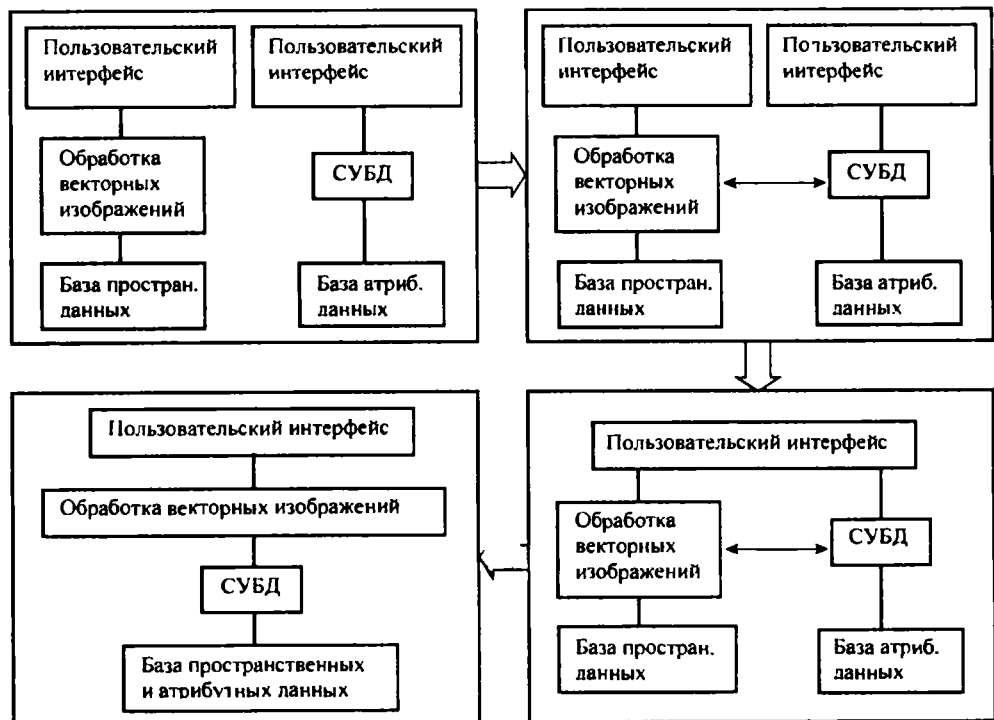 Пользовательский
интерфейс
Пользовательский
интерфейс
Обработка
векторных
изображений
СУБД
База простран.
данных
База атриб.
данных
Пользовательский
интерфейс
Пользовательский
интерфейс
Обработка
векторных
изображений
СУБД
База простран.
данных
База атриб.
данных
Пользовательский интерфейс
Обработка векторных изображений
СУБД
База пространственных
и атрибутных данных
Пользовательский интерфейс
Обработка
векторных
изображений
СУБД
База простран.
данных
База атриб.
данных